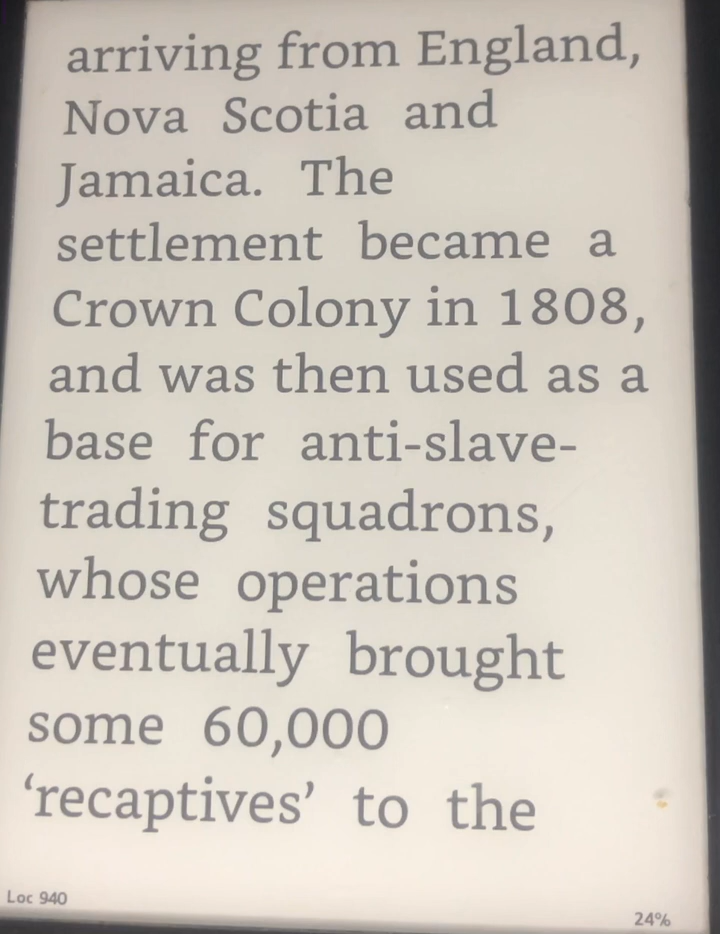 arriving from England,
Nova Scotia and
Jamaica. The
settlement became a
Crown Colony in 1808,
and was then used as a
base for anti-slave-
trading squadrons,
whose operations
eventually brought
some 60,000
‘recaptives’ to the
Loc 940
24%